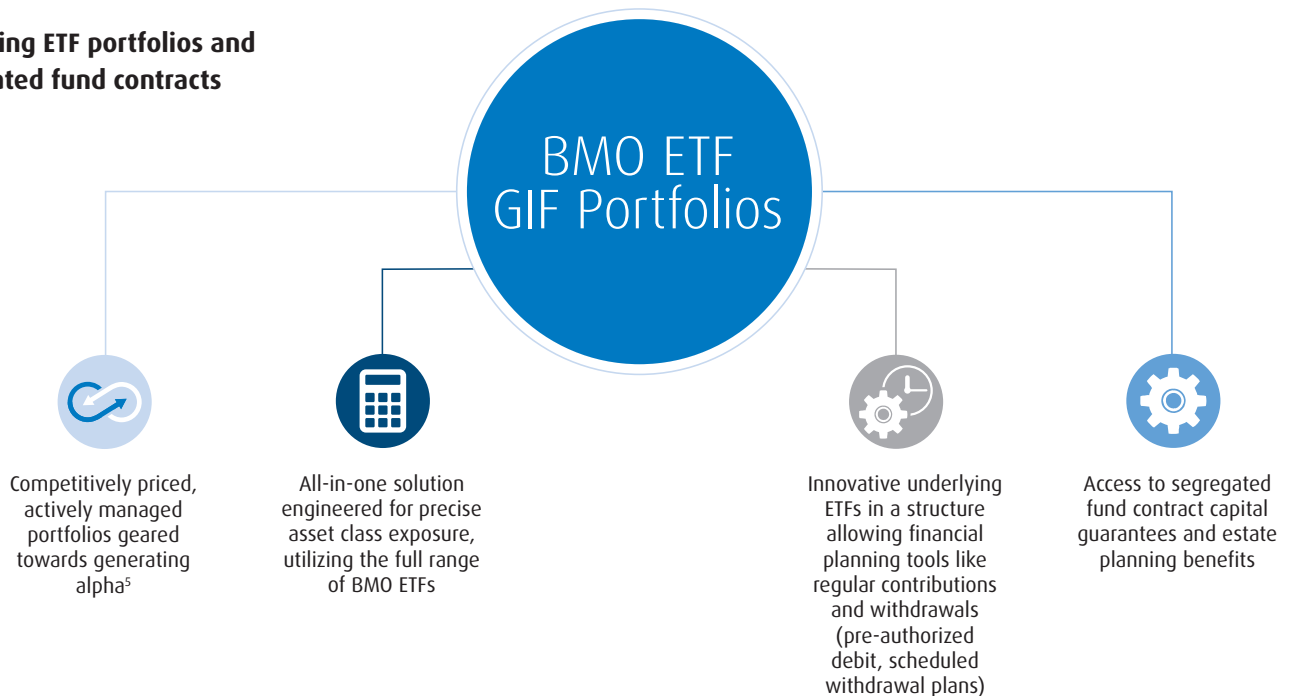 ing ETF portfolios and
ated fund contracts
BMO ETF
GIF Portfolios
Competitively priced,
actively managed
portfolios geared
towards generating
alpha⁵
All-in-one solution
engineered for precise
asset class exposure,
utilizing the full range
of BMO ETFs
Innovative underlying
ETFs in a structure
allowing financial
planning tools like
regular contributions
and withdrawals
(pre-authorized
debit, scheduled
withdrawal plans)
Access to segregated
fund contract capital
guarantees and estate
planning benefits